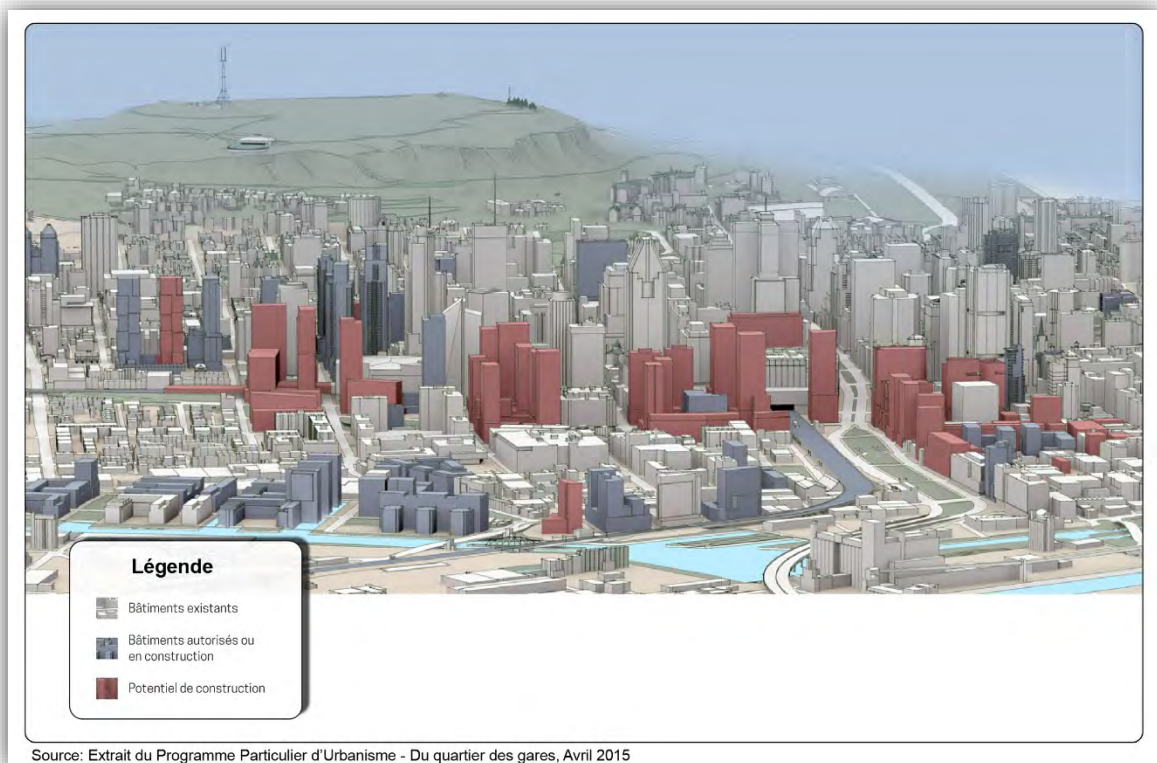 Légende
Bâtiments existants
Bâtiments autorisés ou
en construction
Potentiel de construction
Source: Extrait du Programme Particulier d'Urbanisme - Du quartier des gares, Avril 2015